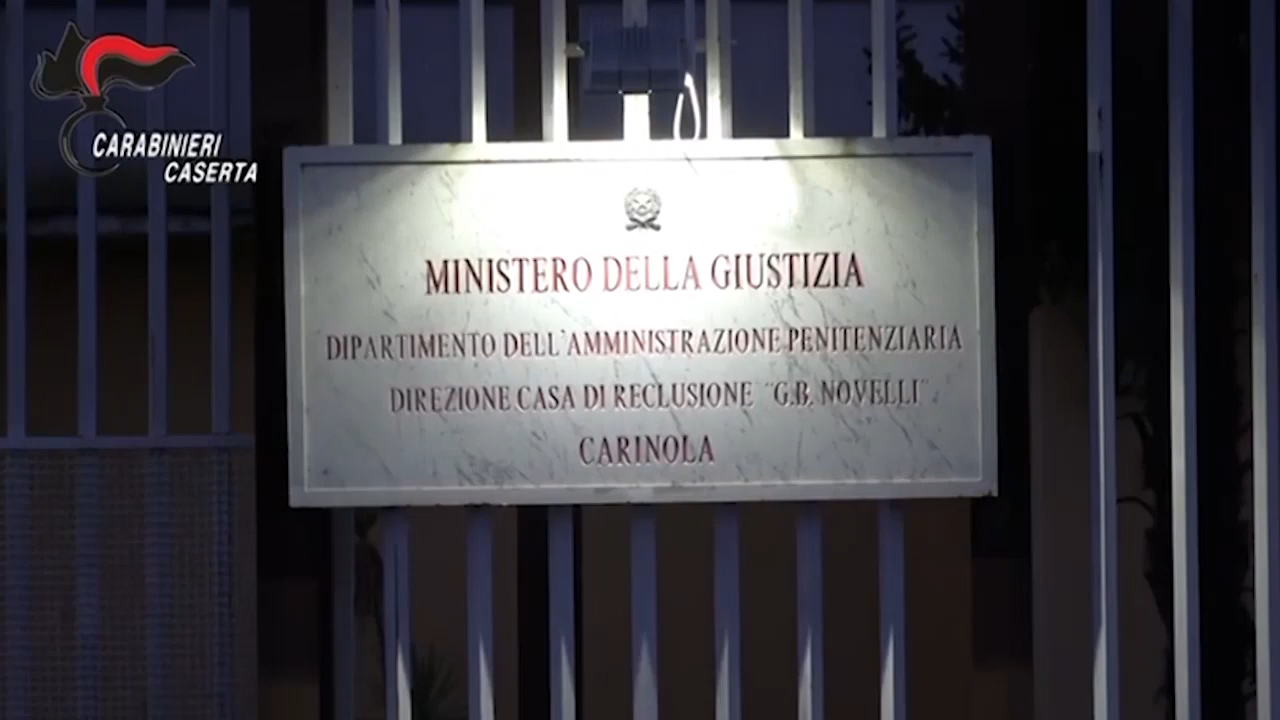 CARABINIERI
CASERTA
MINISTERO DELLA GIUSTIZIA
DIPARTIMENTO DELL'AMMINISTRAZIONE PENITENZIARIA
DIREZIONE CASA DI RECLUSIONE "G.B. NOVELLI"
CARINOLA